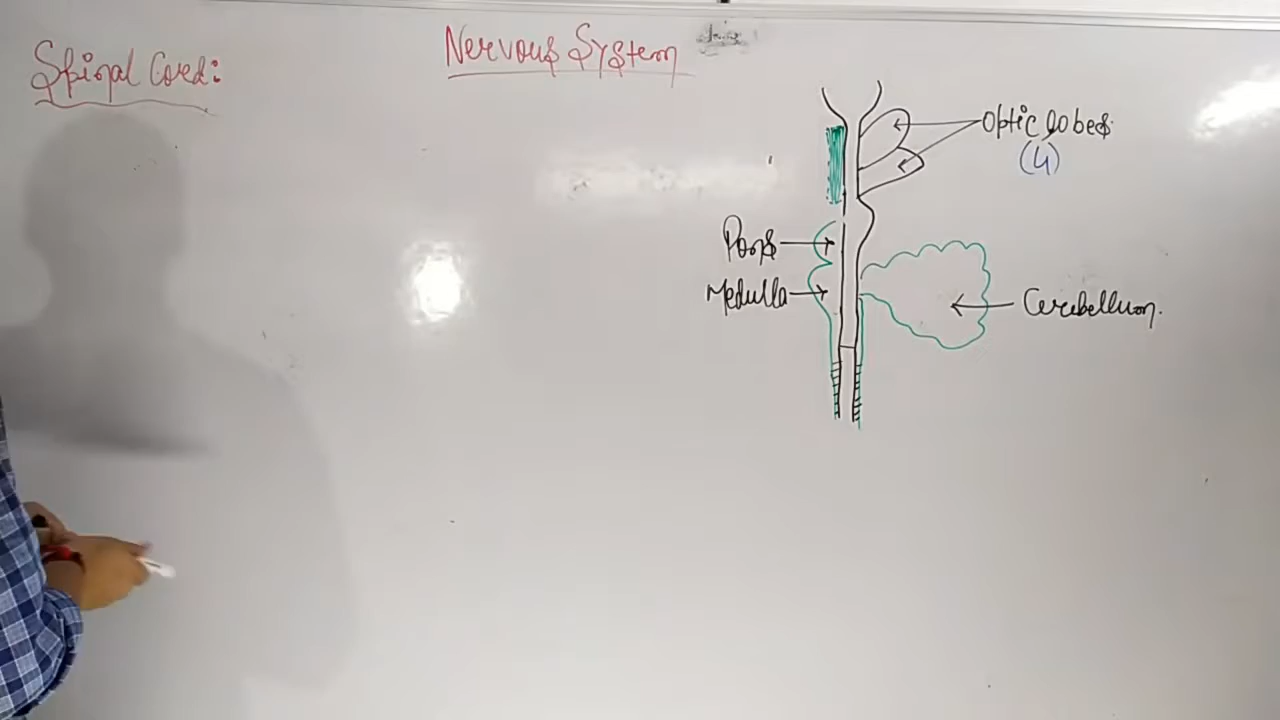 Nervous System
Spinal Cord:
Optic lobes
(4)
Pons
Medulla
Cerebellum.